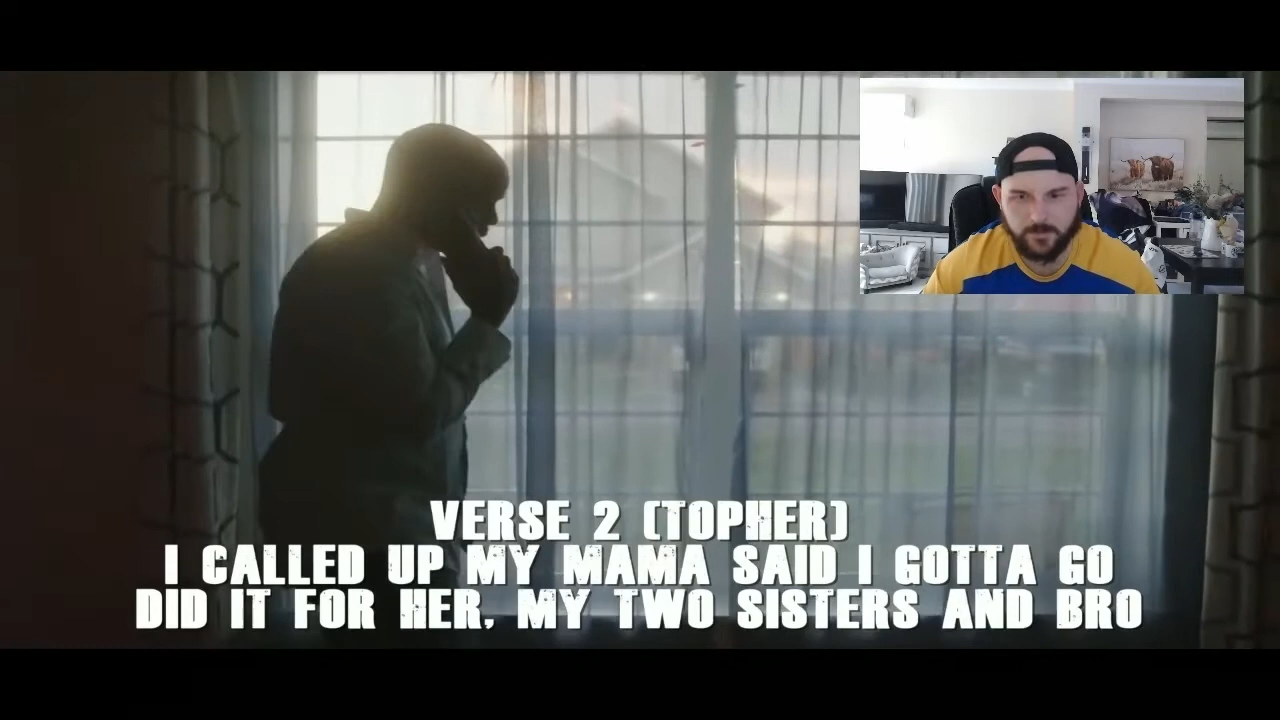 VERSE 2 (TOPHER)
I CALLED UP MY MAMA SAID I GOTTA GO
DID IT FOR HER, MY TWO SISTERS AND BRO